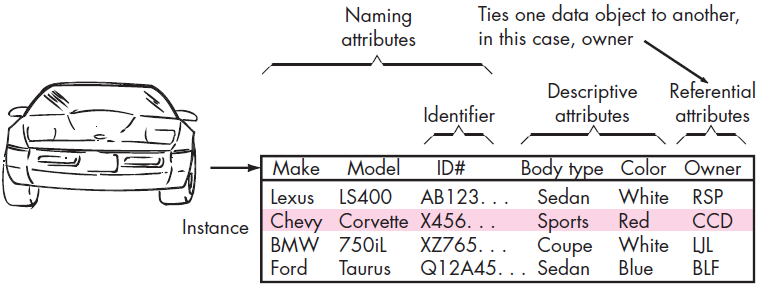 Naming
attributes
Ties one data object to another,
in this case, owner
Identifier
Descriptive
attributes
Referential
attributes
Make Model ID# Body type Color Owner
Lexus LS400 AB123. . . Sedan White RSP
Instance Chevy Corvette X456. . . Sports Red CCD
BMW 750iL XZ765. . . Coupe White LJL
Ford Taurus Q12A45. . . Sedan Blue BLF